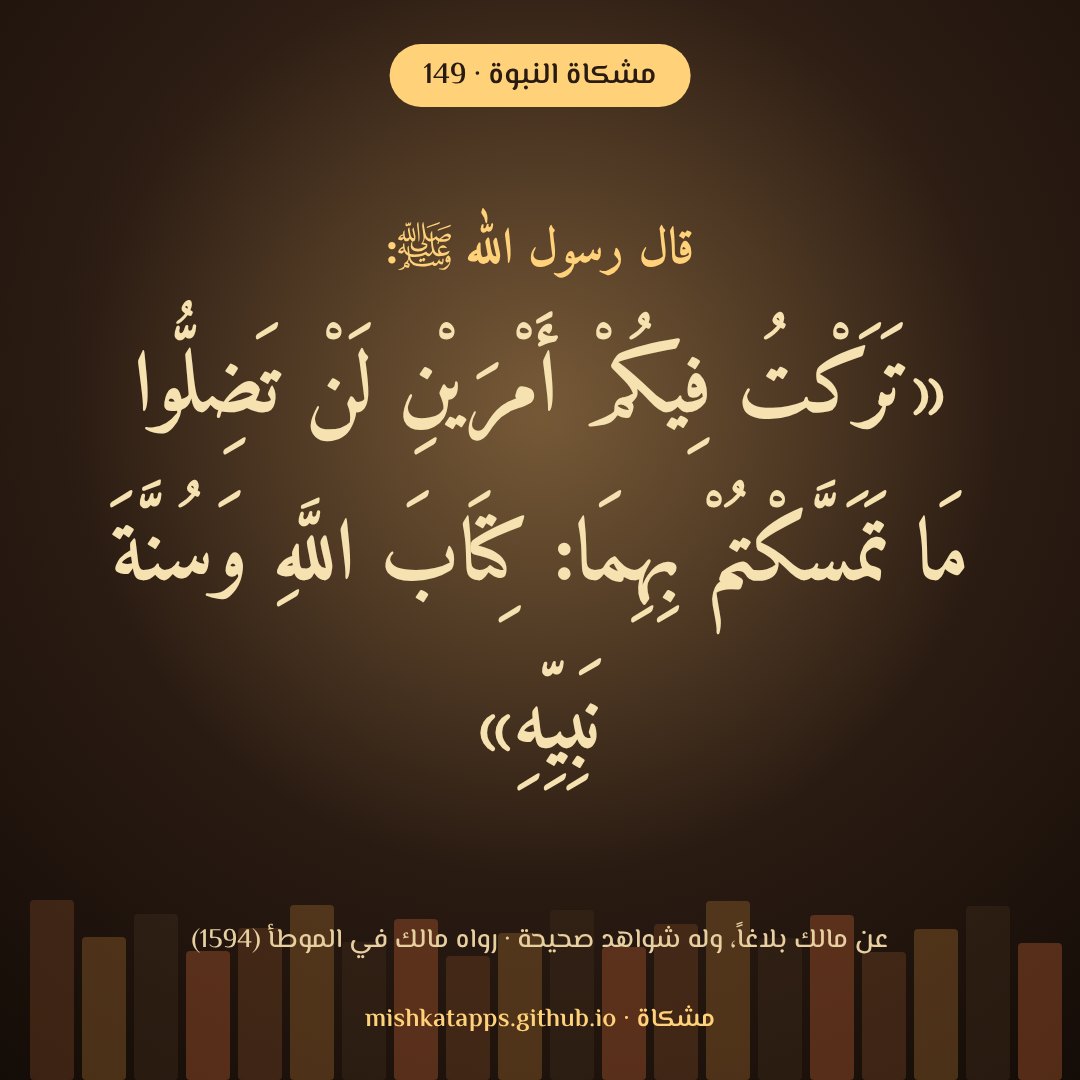 مشكاة النبوة · 149
قال رسول الله ﷺ:
«تَرَكْتُ فِيكُمْ أَمْرَيْنِ لَنْ تَضِلُّوا
مَا تَمَسَّكْتُمْ بِهِمَا: كِتَابَ اللَّهِ وَسُنَّةَ
نَبِيِّهِ»
عن مالك بلاغاً، وله شواهد صحيحة · رواه مالك في الموطأ (1594)
مشكاة · mishkatapps.github.io